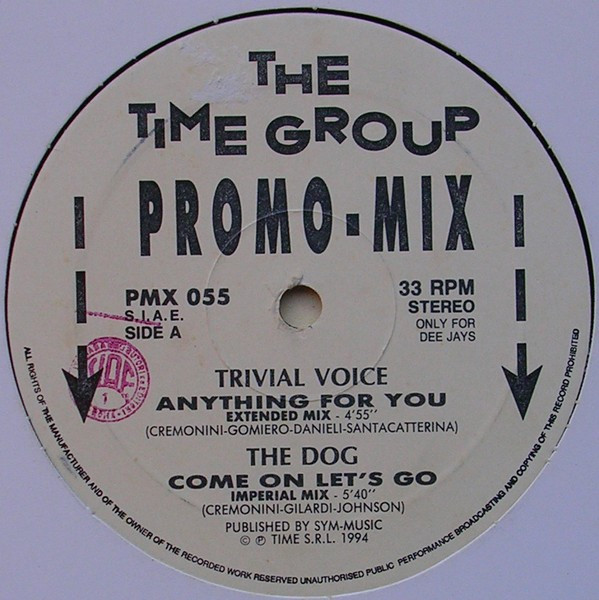 THE
TIME GROUP
PROMO-MIX
PMX 055
S.I.A.E.
SIDE A
33 RPM
STEREO
ONLY FOR
DEE JAYS
TRIVIAL VOICE
ANYTHING FOR YOU
EXTENDED MIX - 4'55''
(CREMONINI-GOMIERO-DANIELI-SANTACATTERINA)
THE DOG
COME ON LET'S GO
IMPERIAL MIX - 5'40''
(CREMONINI-GILARDI-JOHNSON)
PUBLISHED BY SYM-MUSIC
© ℗ TIME S.R.L. 1994
ALL RIGHTS OF THE MANUFACTURER AND OF THE OWNER OF THE RECORDED WORK RESERVED UNAUTHORISED PUBLIC PERFORMANCE BROADCASTING AND COPYING OF THIS RECORD PROHIBITED
SIAE
1